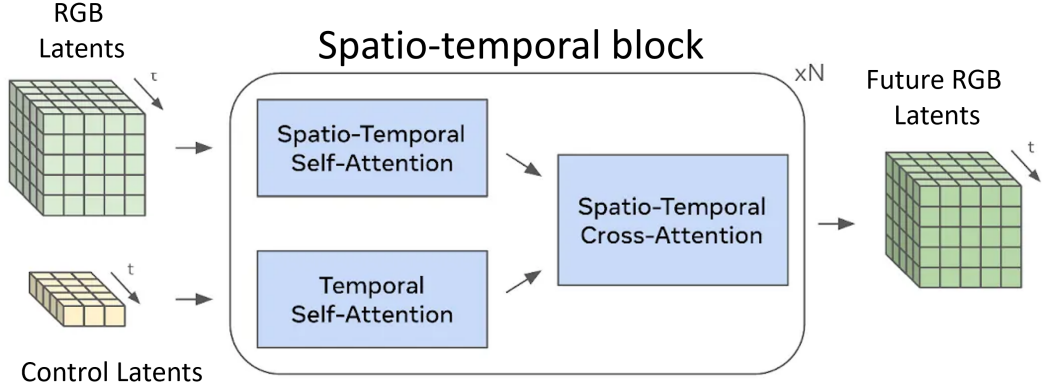 RGB
Latents
τ
Spatio-temporal block
xN
Spatio-Temporal
Self-Attention
Temporal
Self-Attention
t
Control Latents
Spatio-Temporal
Cross-Attention
Future RGB
Latents
t